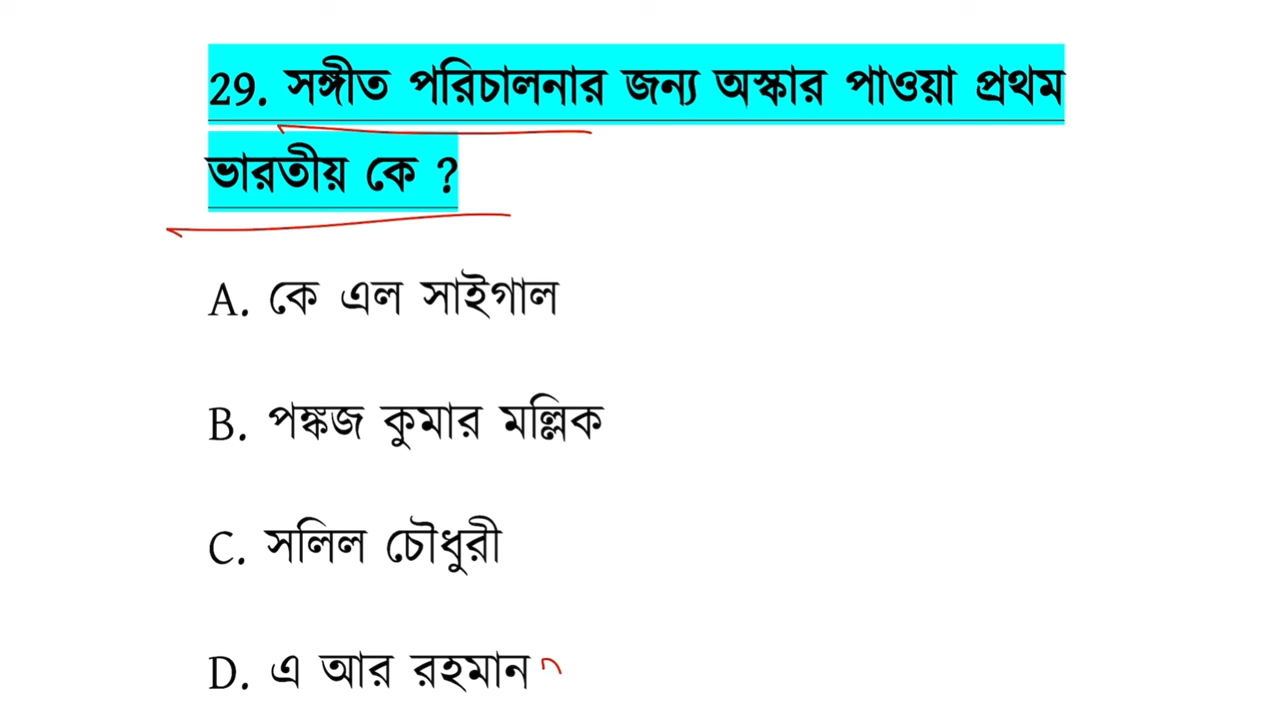 29. সঙ্গীত পরিচালনার জন্য অস্কার পাওয়া প্রথম
ভারতীয় কে ?
A. কে এল সাইগাল
B. পঙ্কজ কুমার মল্লিক
C. সলিল চৌধুরী
D. এ আর রহমান